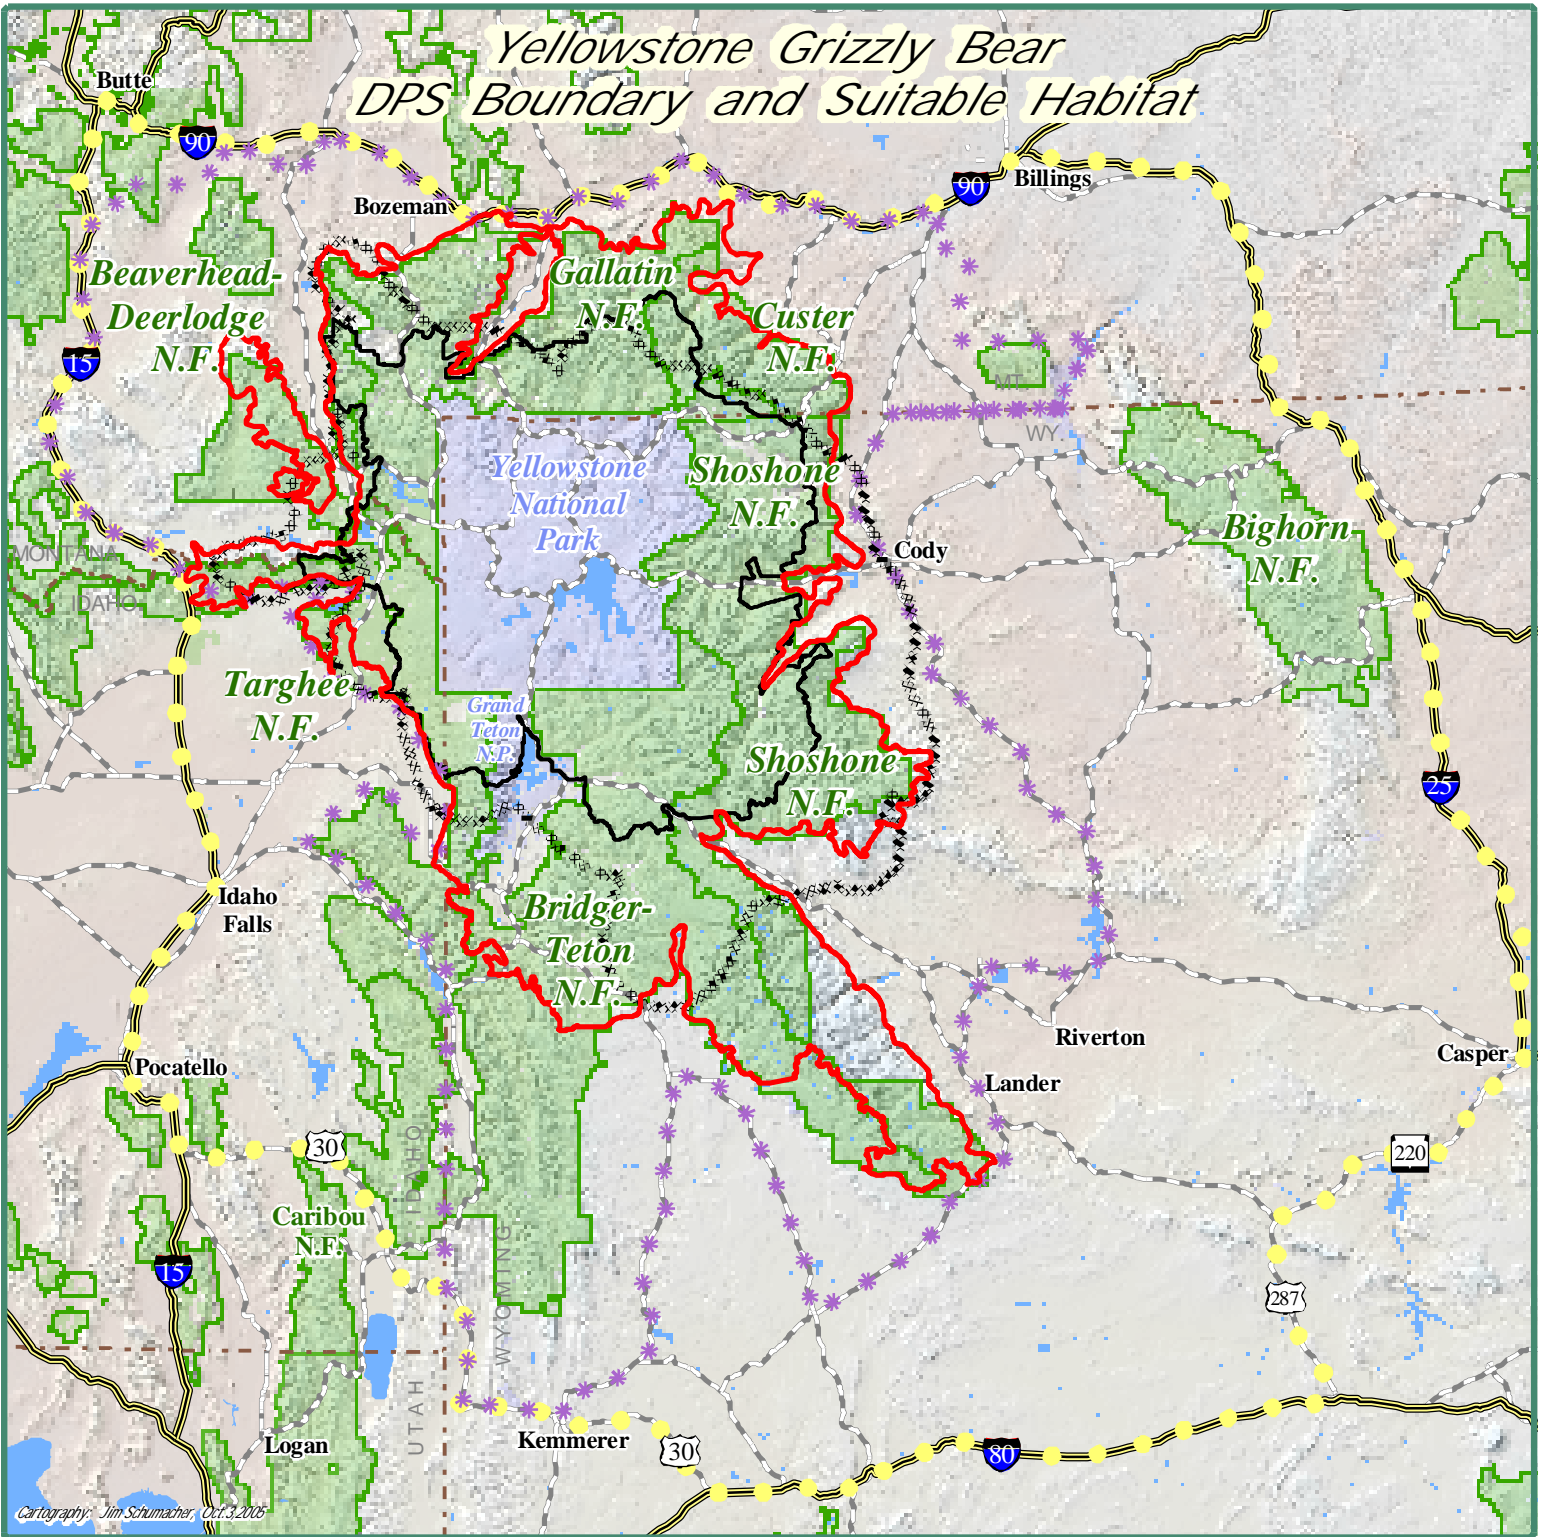 Yellowstone Grizzly Bear
DPS Boundary and Suitable Habitat
Butte
90
90
Billings
Bozeman
Beaverhead-
Deerlodge
N.F.
Gallatin
N.F.
Custer
N.F.
15
MT.
WY.
Yellowstone
National
Park
Shoshone
N.F.
Bighorn
N.F.
Cody
MONTANA
IDAHO
Targhee
N.F.
Grand
Teton
N.P.
Shoshone
N.F.
25
Idaho
Falls
Bridger-
Teton
N.F.
Riverton
Casper
Pocatello
Lander
30
220
IDAHO
WYOMING
Caribou
N.F.
15
287
UTAH
Logan
Kemmerer
30
80
Cartography: Jim Schumacher, Oct.3,2005